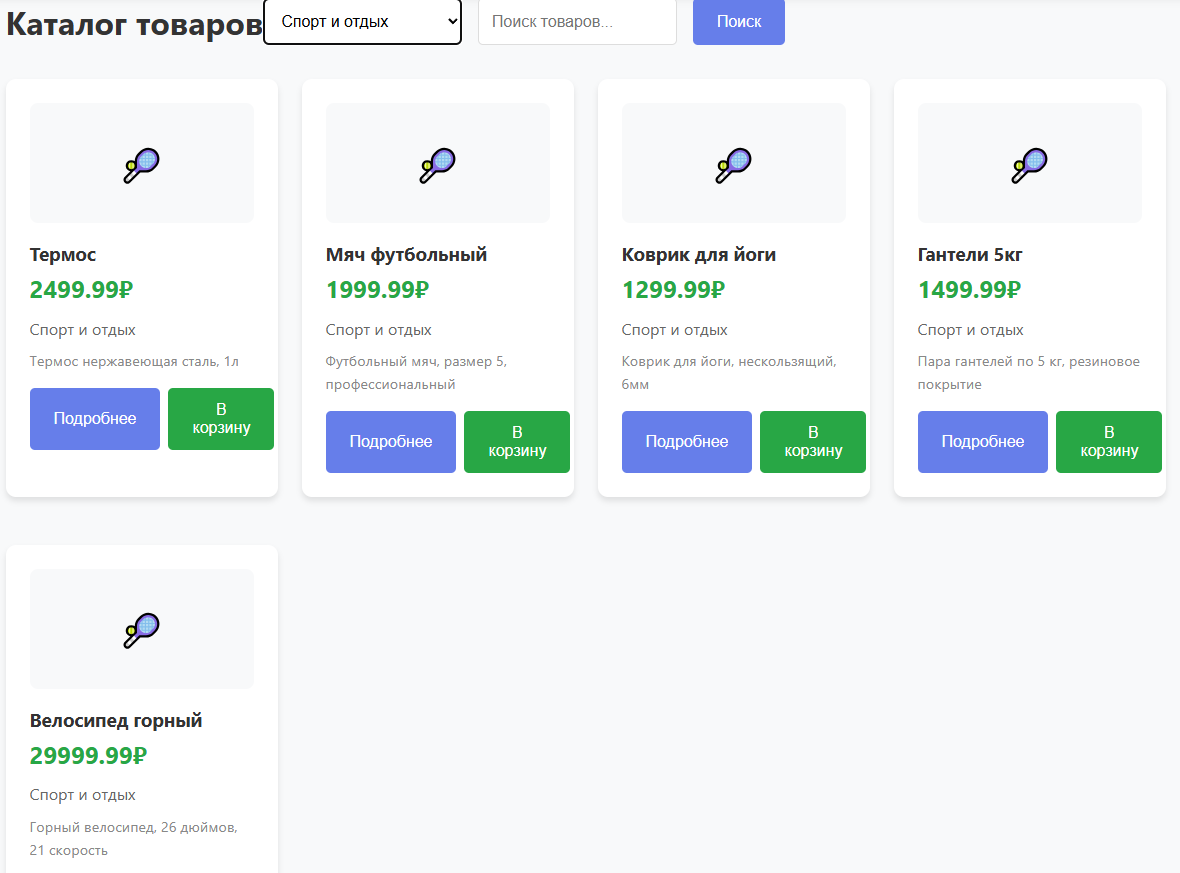 Каталог товаров
Спорт и отдых
Поиск товаров...
Поиск
Термос
2499.99₽
Спорт и отдых
Термос нержавеющая сталь, 1л
Подробнее
В
корзину
Мяч футбольный
1999.99₽
Спорт и отдых
Футбольный мяч, размер 5,
профессиональный
Подробнее
В
корзину
Коврик для йоги
1299.99₽
Спорт и отдых
Коврик для йоги, нескользящий,
6мм
Подробнее
В
корзину
Гантели 5кг
1499.99₽
Спорт и отдых
Пара гантелей по 5 кг, резиновое
покрытие
Подробнее
В
корзину
Велосипед горный
29999.99₽
Спорт и отдых
Горный велосипед, 26 дюймов,
21 скорость